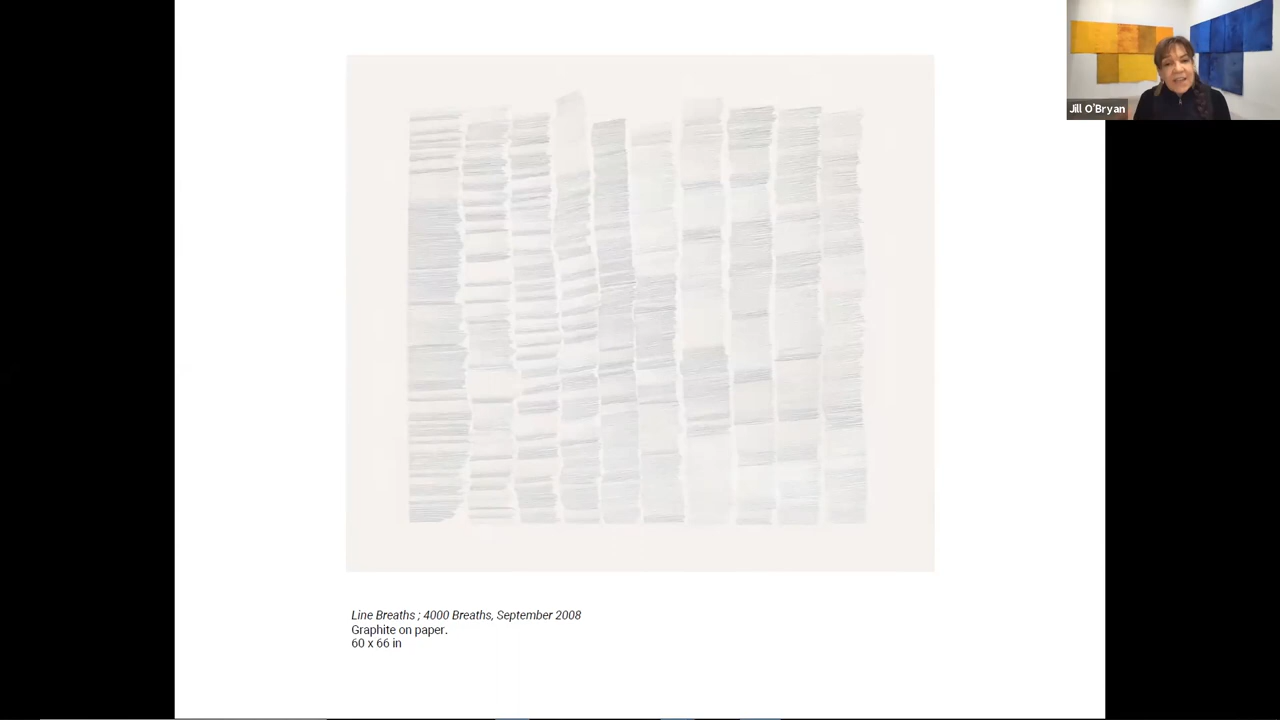 Jill O'Bryan
Line Breaths ; 4000 Breaths, September 2008
Graphite on paper.
60 x 66 in